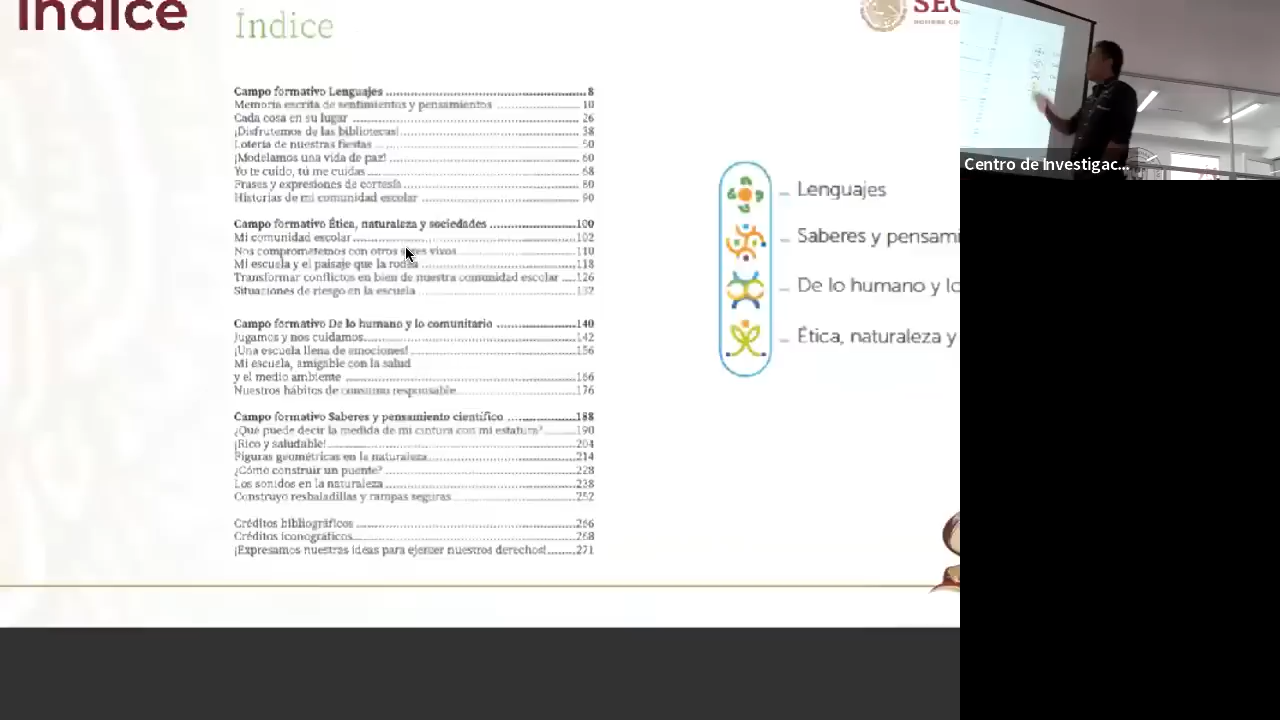 Índice
Índice
Campo formativo Lenguajes ........ 8
Memoria escrita de sentimientos y pensamientos ........ 10
Cada cosa en su lugar ........ 26
¡Disfrutemos de las bibliotecas! ........ 38
Lotería de nuestras fiestas ........ 50
¡Modelamos una vida de paz! ........ 60
Yo te cuido, tú me cuidas ........ 68
Frases y expresiones de cortesía ........ 80
Historias de mi comunidad escolar ........ 90
Campo formativo Ética, naturaleza y sociedades ........ 100
Mi comunidad escolar ........ 102
Nos comprometemos con otros seres vivos ........ 110
Mi escuela y el paisaje que la rodea ........ 118
Transformar conflictos en bien de nuestra comunidad escolar ........ 126
Situaciones de riesgo en la escuela ........ 132
Campo formativo De lo humano y lo comunitario ........ 140
Jugamos y nos cuidamos ........ 142
¡Una escuela llena de emociones! ........ 156
Mi escuela, amigable con la salud
y el medio ambiente ........ 166
Nuestros hábitos de consumo responsable ........ 176
Campo formativo Saberes y pensamiento científico ........ 188
¿Qué puede decir la medida de mi cintura con mi estatura? ........ 190
¡Rico y saludable! ........ 204
Figuras geométricas en la naturaleza ........ 214
¿Cómo construir un puente? ........ 228
Los sonidos en la naturaleza ........ 238
Construyo resbaladillas y rampas seguras ........ 252
Créditos bibliográficos ........ 266
Créditos iconográficos ........ 268
¡Expresamos nuestras ideas para ejercer nuestros derechos! ........ 271
Lenguajes
Saberes y pensami
De lo humano y lo
Ética, naturaleza y
Centro de Investigac...